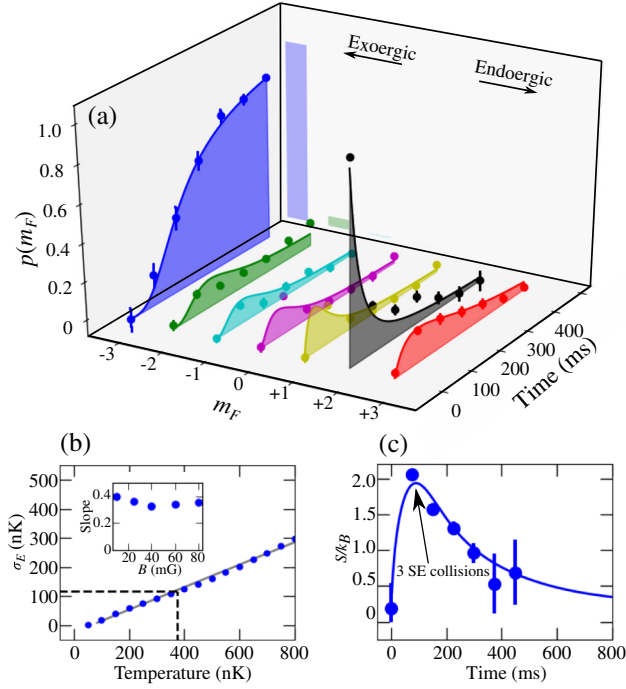 Exoergic
Endoergic
(a)
1.0
0.8
0.6
0.4
0.2
0
p(m_F)
-3
-2
-1
0
+1
+2
+3
m_F
0
100
200
300
400
Time (ms)
(b)
500
400
300
200
100
0
σ_E (nK)
0 200 400 600 800
Temperature (nK)
0.4
0.2
0
Slope
20 40 60 80
B (mG)
(c)
2.0
1.5
1.0
0.5
0
S/k_B
3 SE collisions
0 200 400 600 800
Time (ms)